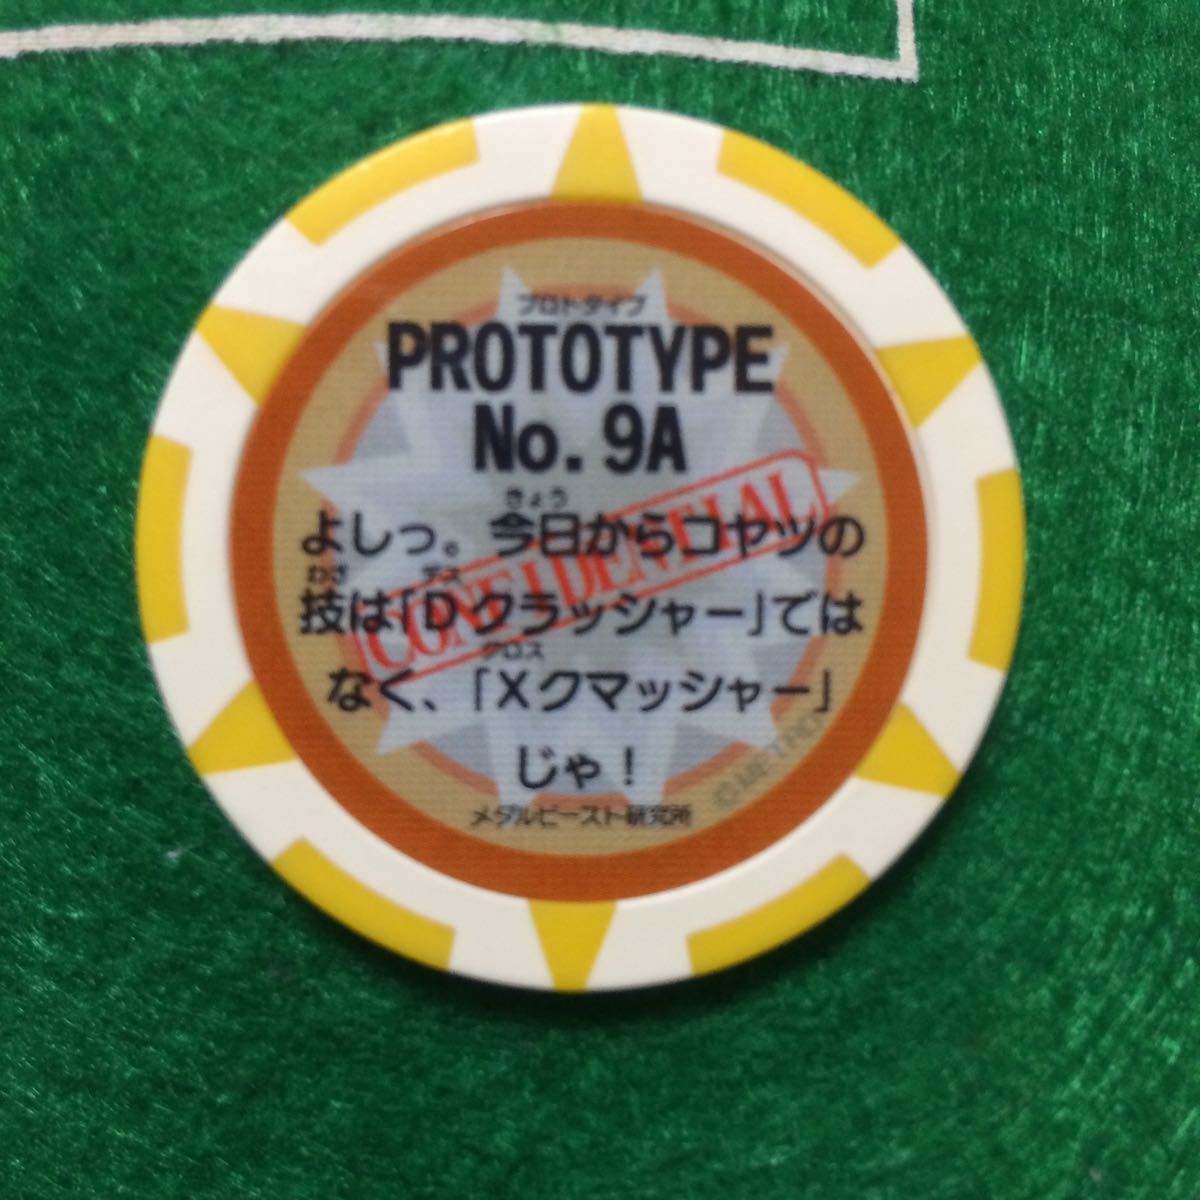 プロトタイプ
PROTOTYPE
No. 9A
きょう
よしっ。今日からコヤツの
わざ デス
技は「Dクラッシャー」では
クロス
なく、「Xクマッシャー」
じゃ!
メダルビースト研究所
CONFIDENTIAL